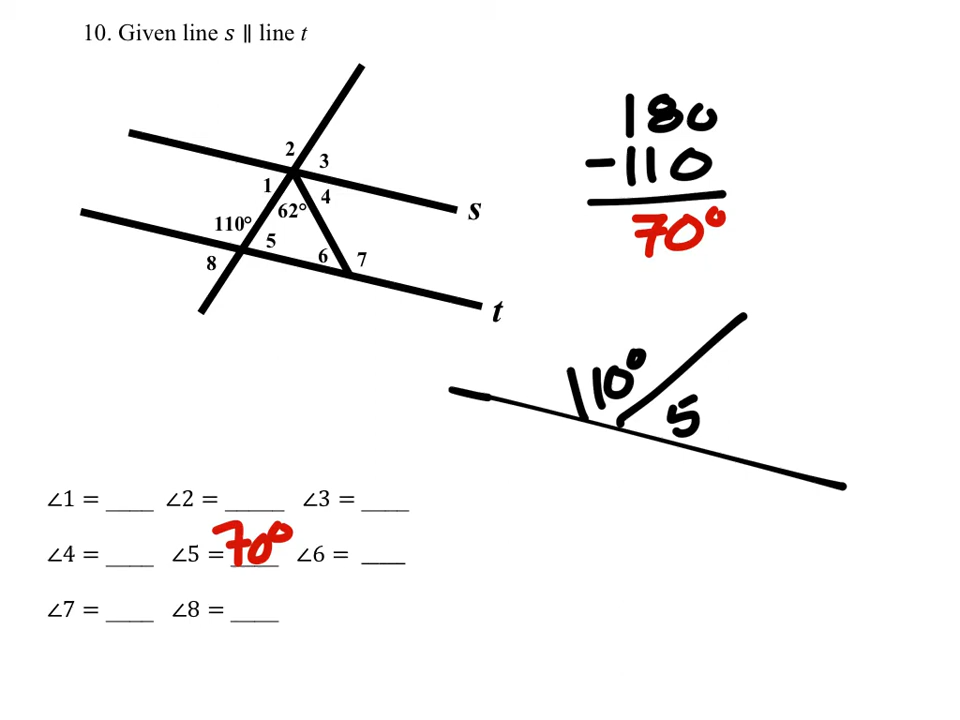 10. Given line s ∥ line t
2
3
1
4
62°
s
110°
5
6
7
8
t
180
-110
70°
110°
5
∠1 = ____ ∠2 = _____ ∠3 = ____
∠4 = ____ ∠5 = 70° ∠6 = ____
∠7 = ____ ∠8 = ____